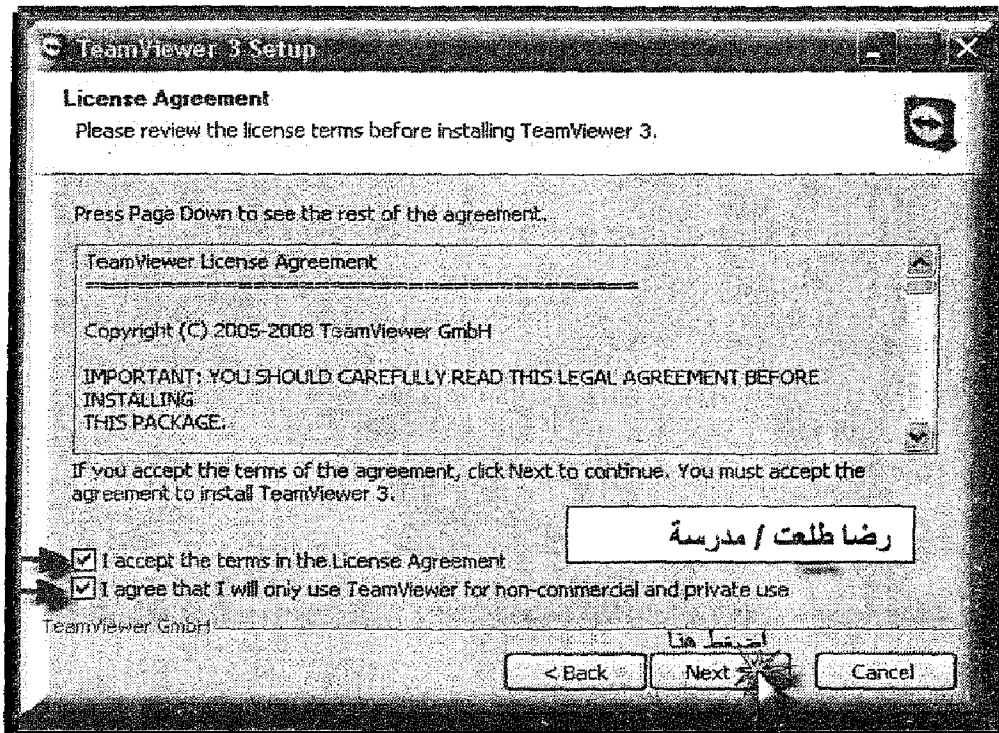 TeamViewer 3 Setup
License Agreement
Please review the license terms before installing TeamViewer 3.
Press Page Down to see the rest of the agreement.
TeamViewer License Agreement
Copyright (C) 2005-2008 TeamViewer GmbH
IMPORTANT: YOU SHOULD CAREFULLY READ THIS LEGAL AGREEMENT BEFORE
INSTALLING
THIS PACKAGE.
If you accept the terms of the agreement, click Next to continue. You must accept the
agreement to install TeamViewer 3.
رضا طلعت / مدرسة
I accept the terms in the License Agreement
I agree that I will only use TeamViewer for non-commercial and private use
TeamViewer GmbH
اضغط هنا
< Back
Next >
Cancel